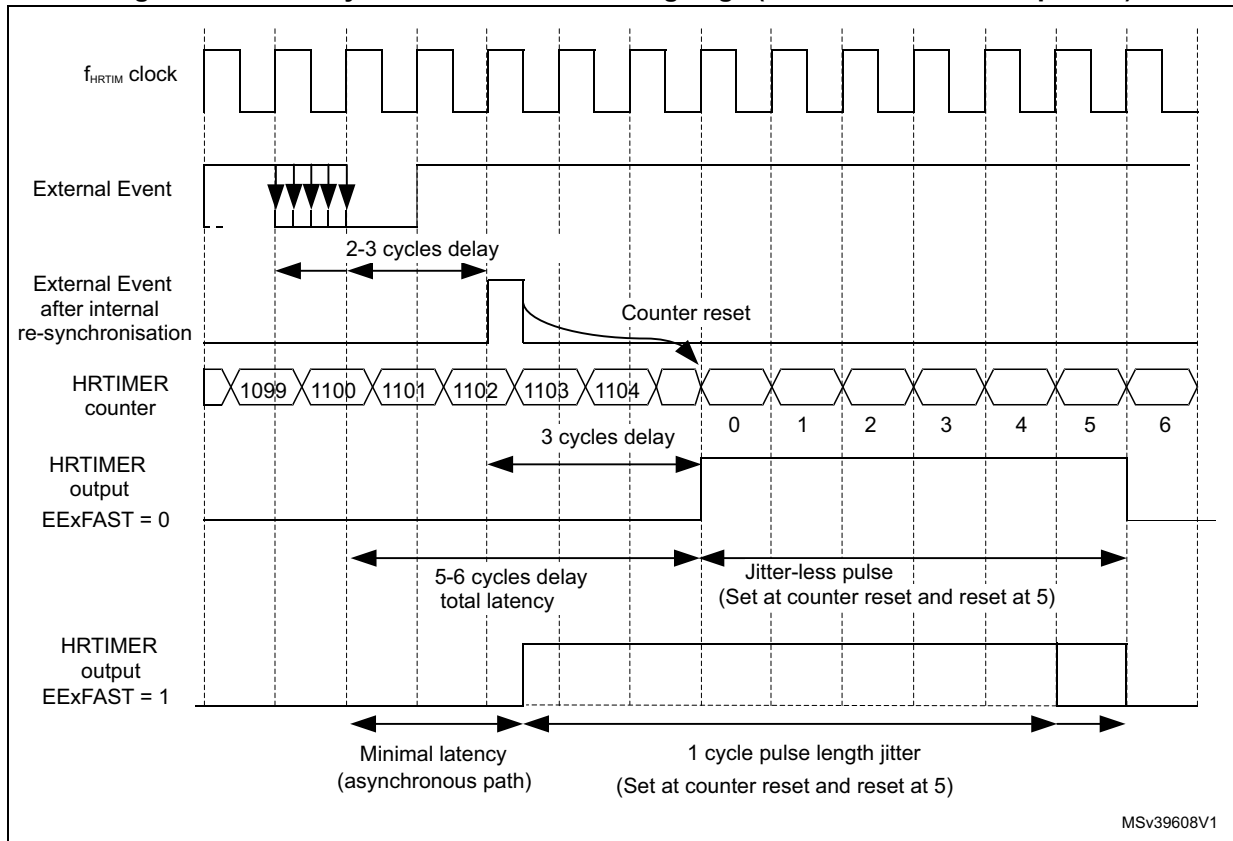 f HRTIM clock
External Event
2-3 cycles delay
External Event
after internal
re-synchronisation
Counter reset
HRTIMER
counter
1099 1100 1101 1102 1103 1104
0 1 2 3 4 5 6
3 cycles delay
HRTIMER
output
EExFAST = 0
5-6 cycles delay
total latency
Jitter-less pulse
(Set at counter reset and reset at 5)
HRTIMER
output
EExFAST = 1
Minimal latency
(asynchronous path)
1 cycle pulse length jitter
(Set at counter reset and reset at 5)
MSv39608V1